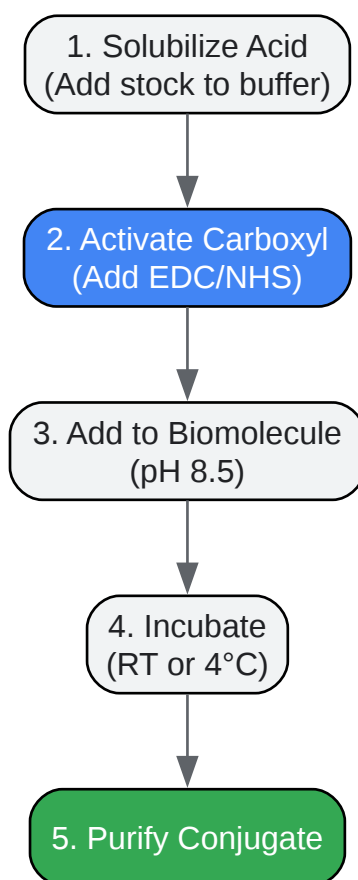 1. Solubilize Acid
(Add stock to buffer)
2. Activate Carboxyl
(Add EDC/NHS)
3. Add to Biomolecule
(pH 8.5)
4. Incubate
(RT or 4°C)
5. Purify Conjugate